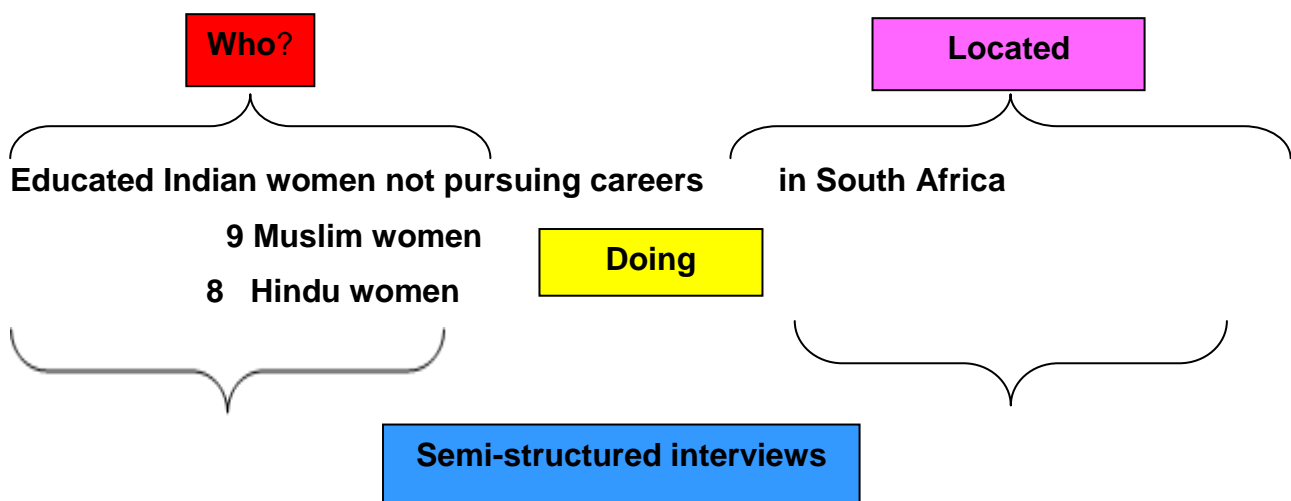 Who?
Located
Educated Indian women not pursuing careers in South Africa
9 Muslim women
Doing
8 Hindu women
Semi-structured interviews